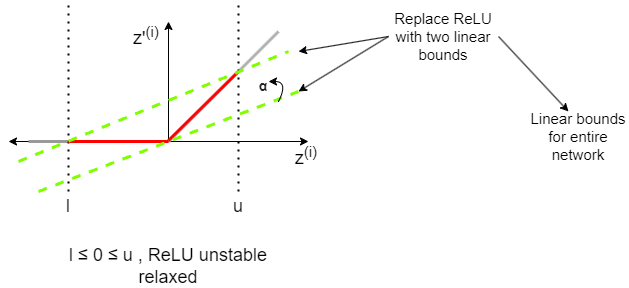 Replace ReLU
with two linear
bounds
z'(i)
α
Linear bounds
for entire
network
z(i)
l
u
l ≤ 0 ≤ u , ReLU unstable
relaxed